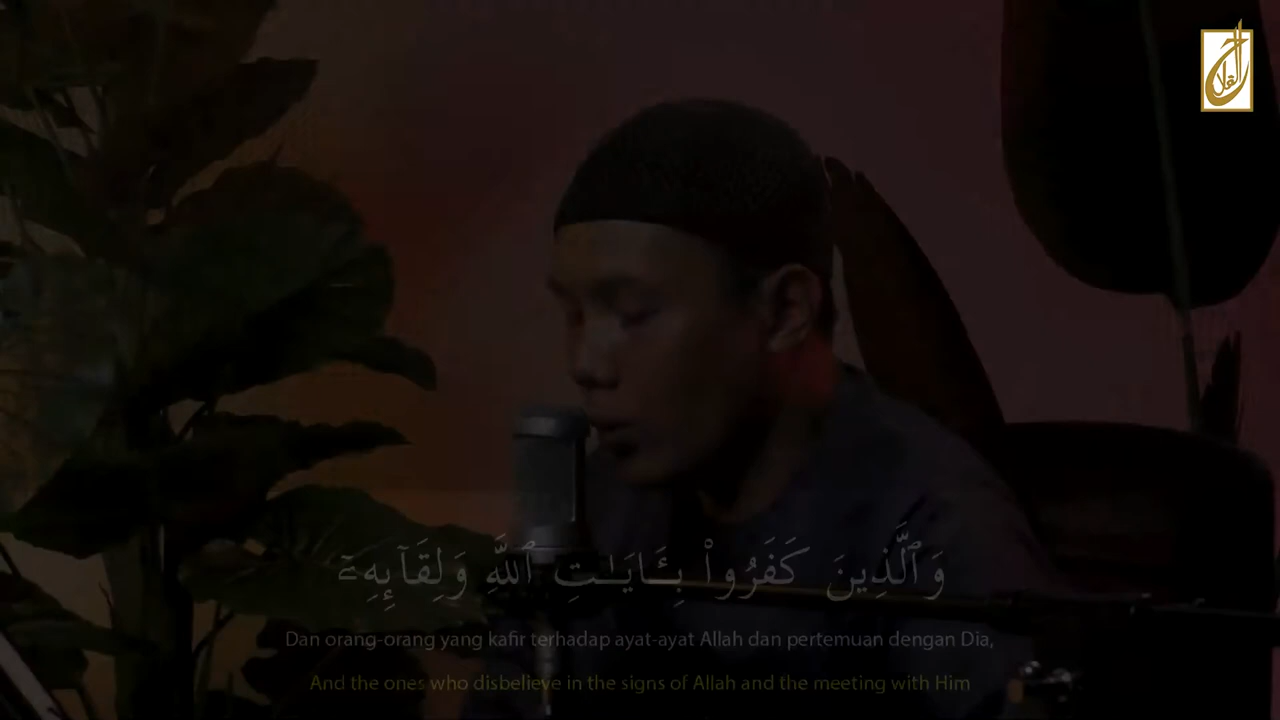 الفلاح
وَٱلَّذِينَ كَفَرُوا۟ بِـَٔايَـٰتِ ٱللَّهِ وَلِقَآئِهِۦٓ
Dan orang-orang yang kafir terhadap ayat-ayat Allah dan pertemuan dengan Dia,
And the ones who disbelieve in the signs of Allah and the meeting with Him